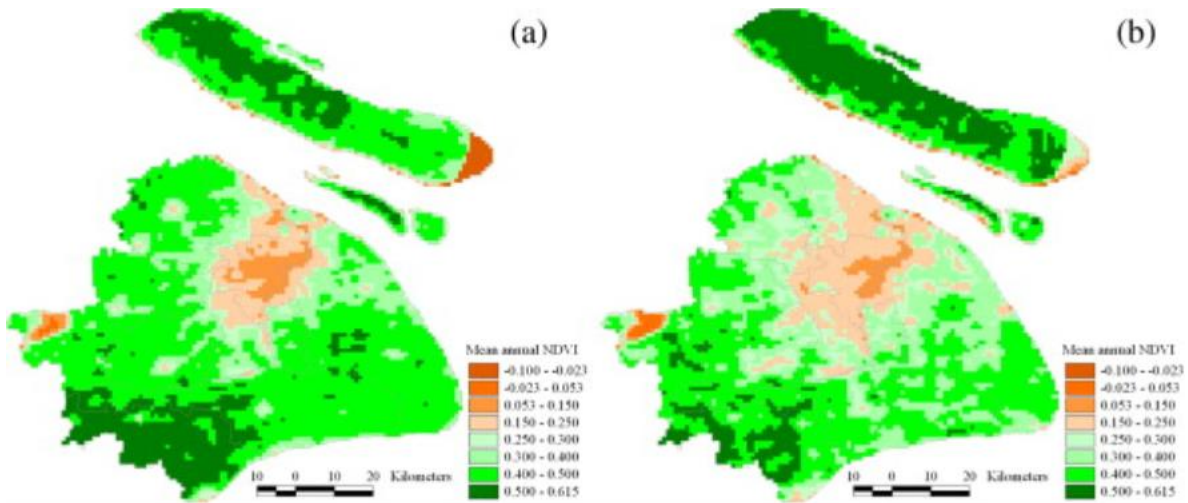 (a)
(b)
Mean annual NDVI
-0.100 - -0.023
-0.023 - 0.053
0.053 - 0.150
0.150 - 0.250
0.250 - 0.300
0.300 - 0.400
0.400 - 0.500
0.500 - 0.615
10 0 10 20 Kilometers
Mean annual NDVI
-0.100 - -0.023
-0.023 - 0.053
0.053 - 0.150
0.150 - 0.250
0.250 - 0.300
0.300 - 0.400
0.400 - 0.500
0.500 - 0.615
10 0 10 20 Kilometers